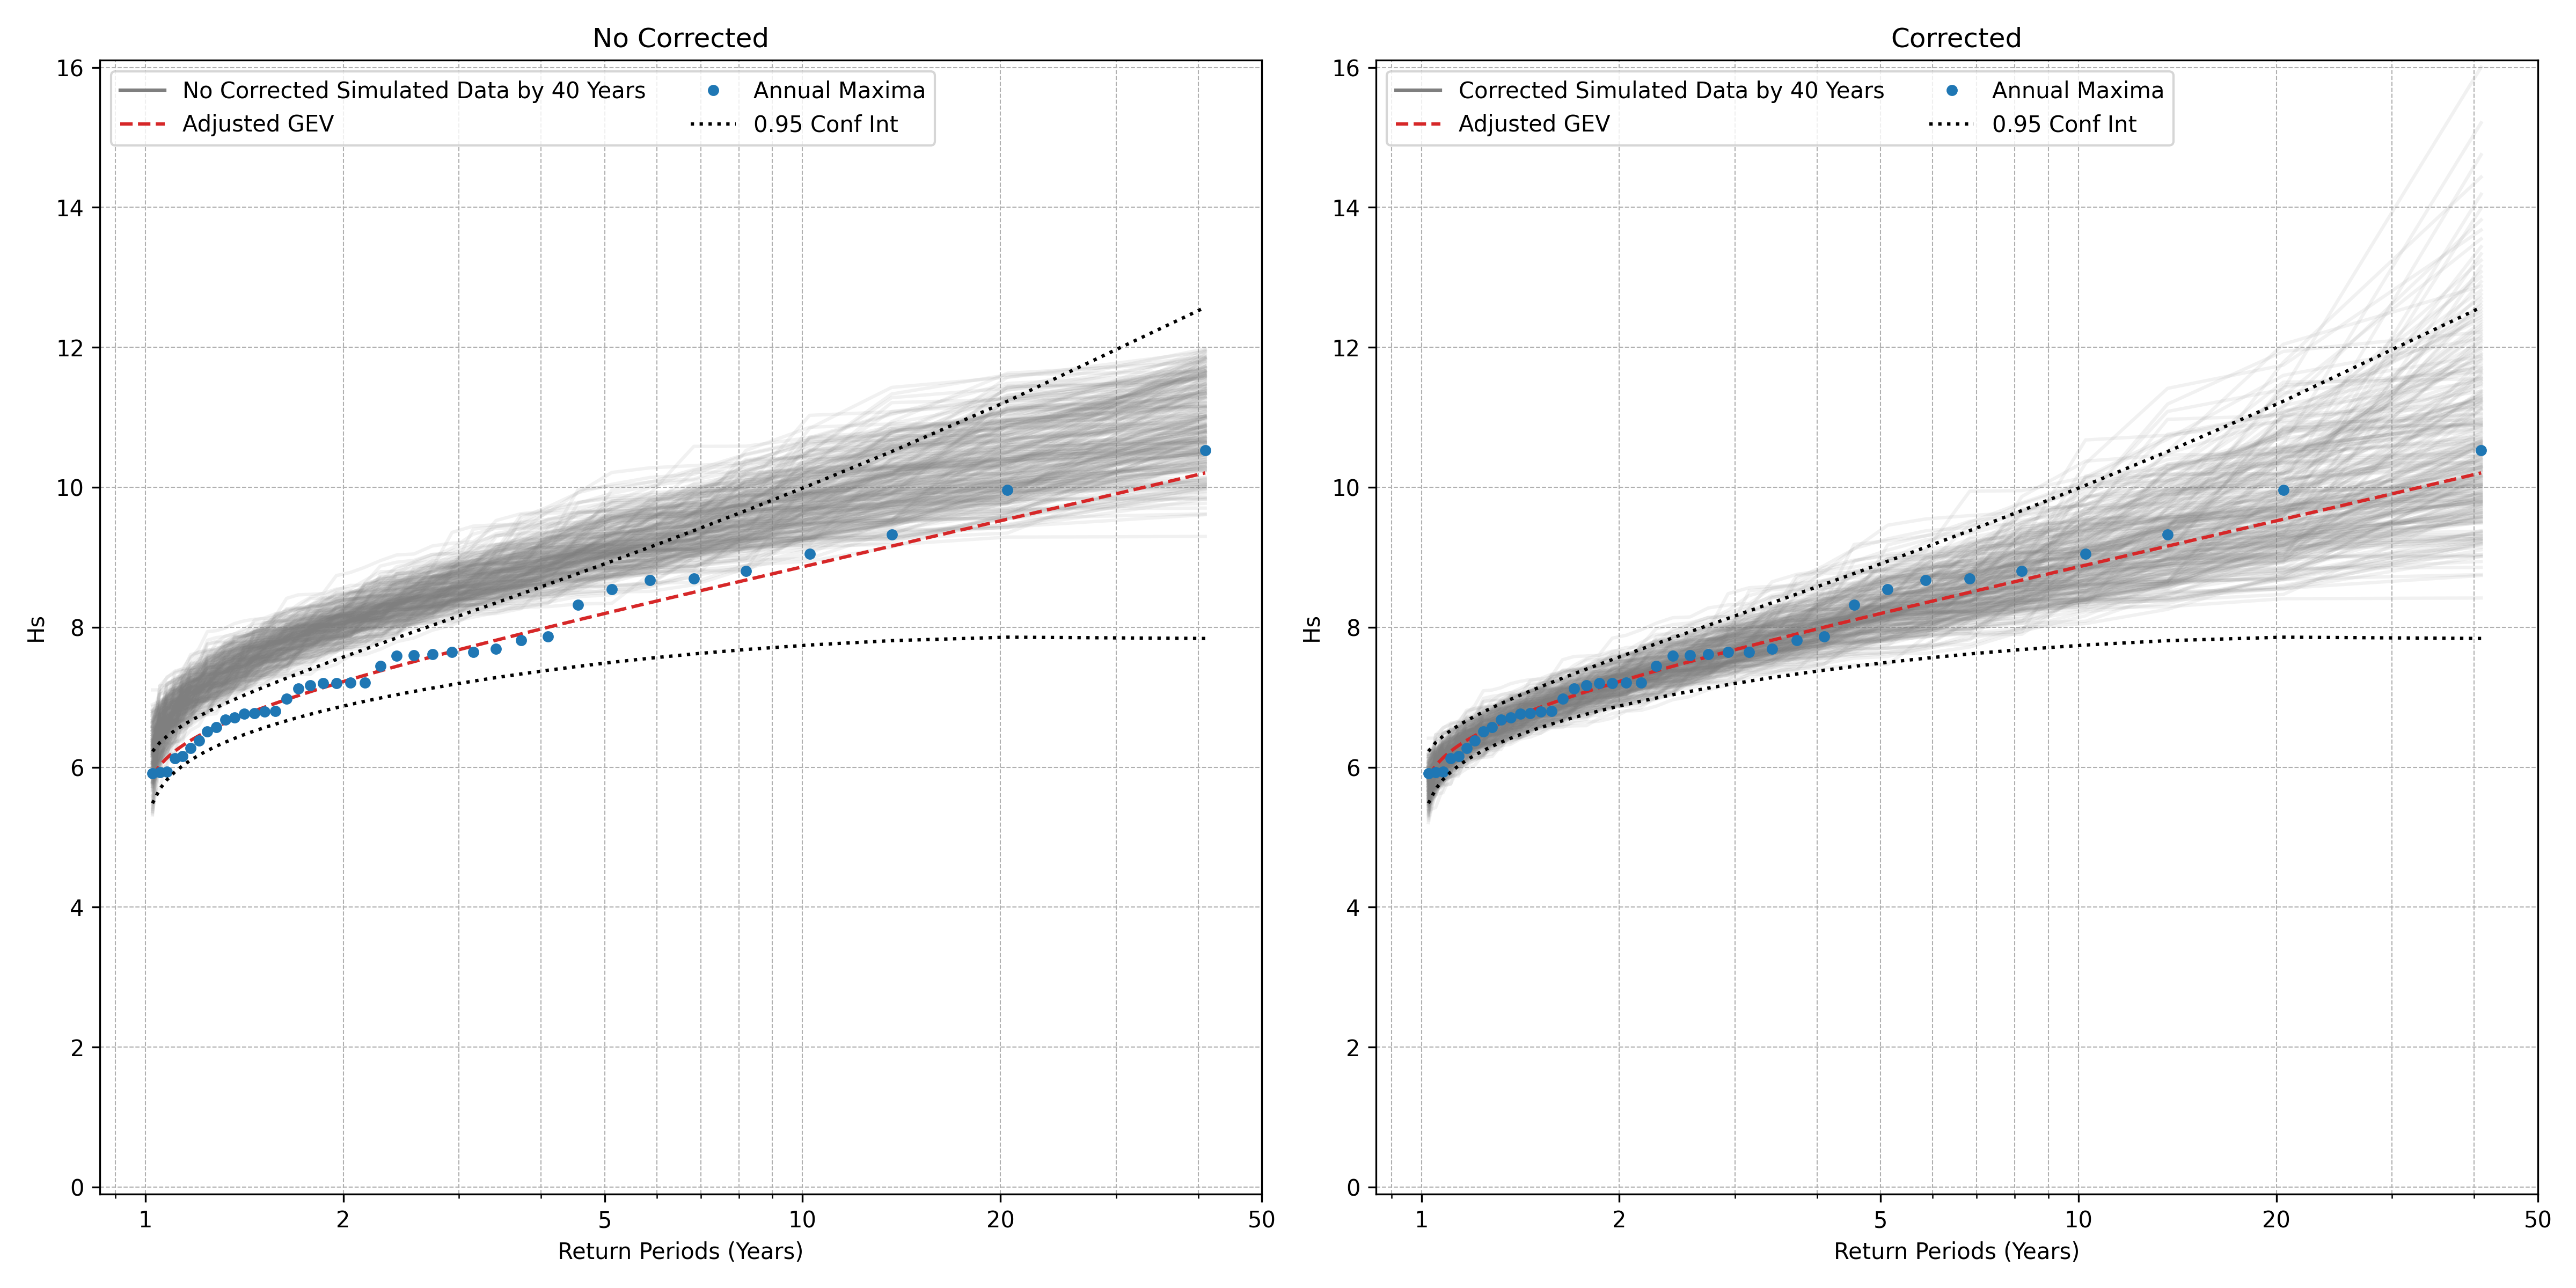 No Corrected
No Corrected Simulated Data by 40 Years
Adjusted GEV
Annual Maxima
0.95 Conf Int
16
14
12
10
8
6
4
2
0
Hs
1 2 5 10 20 50
Return Periods (Years)
Corrected
Corrected Simulated Data by 40 Years
Adjusted GEV
Annual Maxima
0.95 Conf Int
16
14
12
10
8
6
4
2
0
Hs
1 2 5 10 20 50
Return Periods (Years)